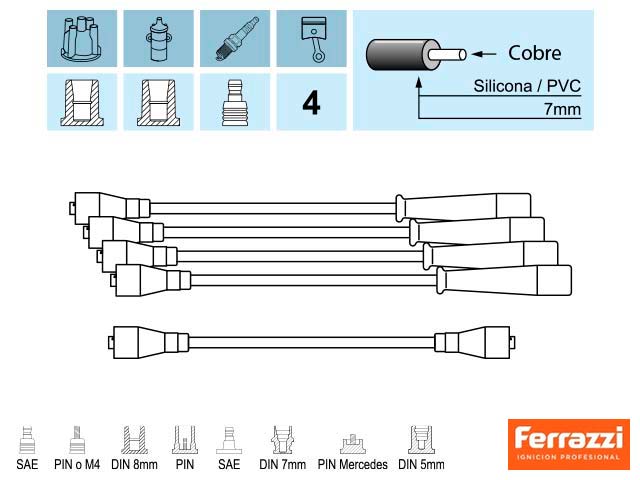 Cobre
Silicona / PVC
7mm
4
SAE PIN o M4 DIN 8mm PIN SAE DIN 7mm PIN Mercedes DIN 5mm
Ferrazzi
IGNICION PROFESIONAL